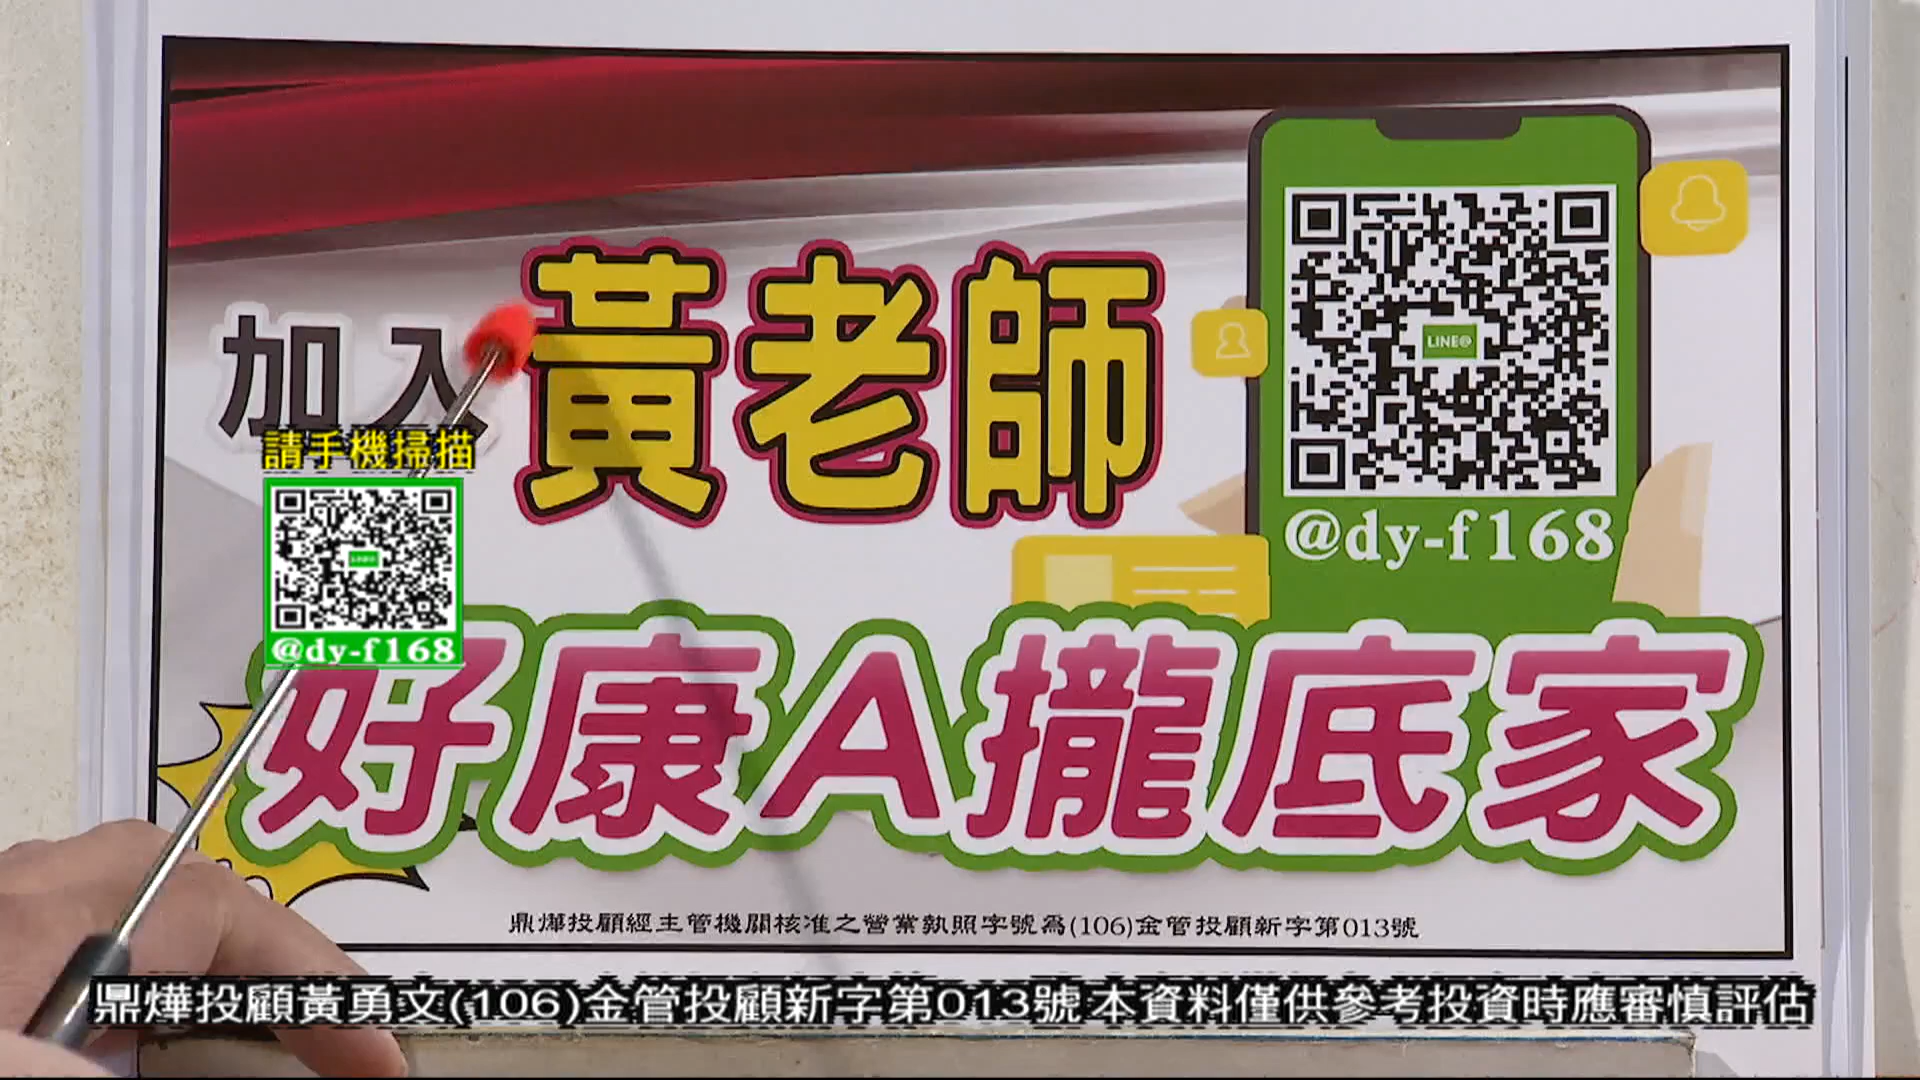 加入黃老師
LINE@
@dy-f168
請手機掃描
@dy-f168
好康A攏底家
鼎燁投顧經主管機關核准之營業執照字號為(106)金管投顧新字第013號
鼎燁投顧黃勇文(106)金管投顧新字第013號 本資料僅供參考投資時應審慎評估